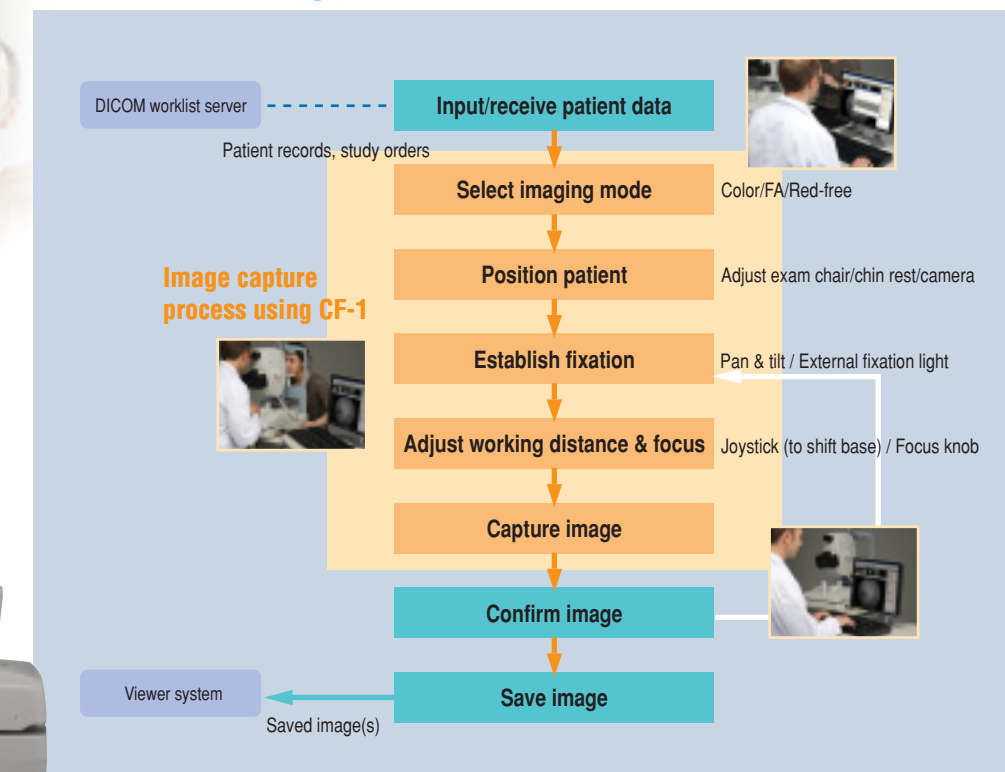 DICOM worklist server
Input/receive patient data
Patient records, study orders
Select imaging mode
Color/FA/Red-free
Image capture
process using CF-1
Position patient
Adjust exam chair/chin rest/camera
Establish fixation
Pan & tilt / External fixation light
Adjust working distance & focus
Joystick (to shift base) / Focus knob
Capture image
Confirm image
Viewer system
Save image
Saved image(s)